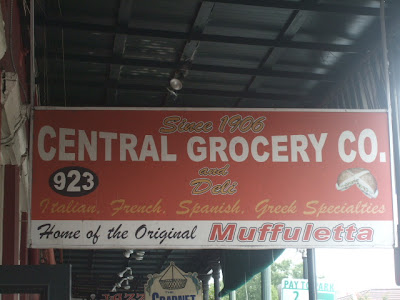 Since 1906
CENTRAL GROCERY CO.
and
Deli
923
Italian, French, Spanish, Greek Specialties
Home of the Original Muffuletta
PAY TO PARK
2